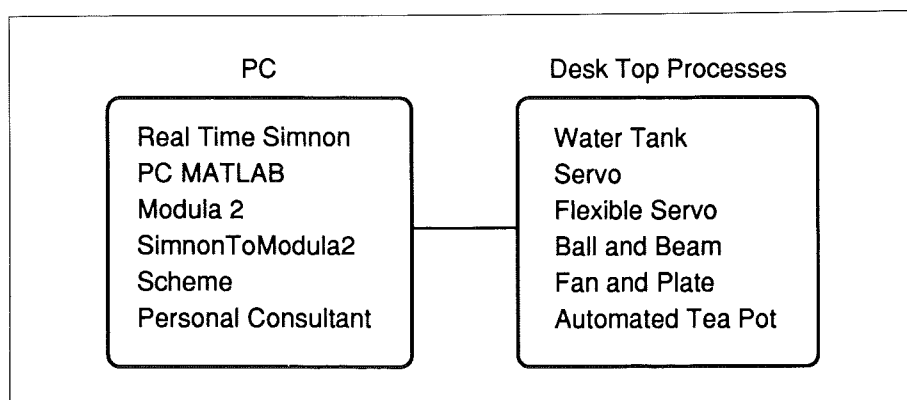 PC
Real Time Simnon
PC MATLAB
Modula 2
SimnonToModula2
Scheme
Personal Consultant
Desk Top Processes
Water Tank
Servo
Flexible Servo
Ball and Beam
Fan and Plate
Automated Tea Pot